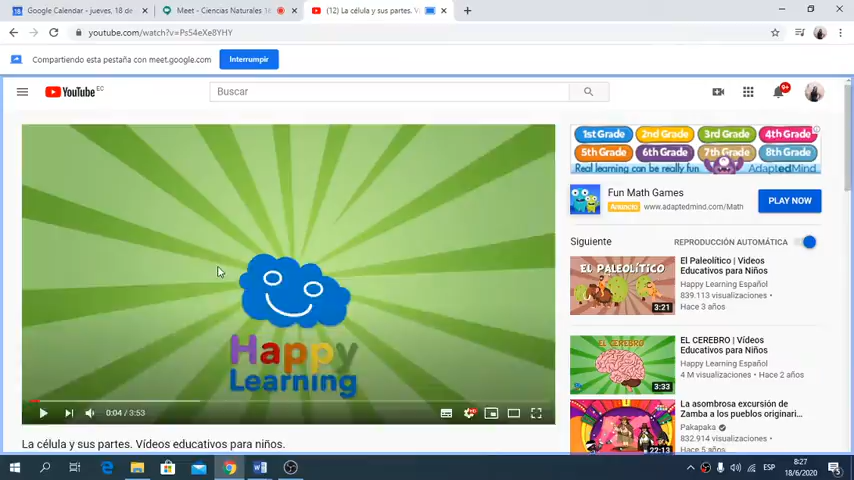 Google Calendar - jueves, 18 de
Meet - Ciencias Naturales 18
(12) La célula y sus partes. V
youtube.com/watch?v=Ps54eXe8YHY
Compartiendo esta pestaña con meet.google.com
Interrumpir
YouTube EC
Buscar
9+
1st Grade 2nd Grade 3rd Grade 4th Grade
5th Grade 6th Grade 7th Grade 8th Grade
Real learning can be really fun. AdaptedMind
Fun Math Games
Anuncio www.adaptedmind.com/Math
PLAY NOW
Siguiente
REPRODUCCIÓN AUTOMÁTICA
EL PALEOLÍTICO
3:21
El Paleolítico | Videos
Educativos para Niños
Happy Learning Español
839.113 visualizaciones •
Hace 3 años
EL CEREBRO
3:33
EL CEREBRO | Vídeos
Educativos para Niños
Happy Learning Español
4 M visualizaciones • Hace 2 años
22:13
La asombrosa excursión de
Zamba a los pueblos originari...
Pakapaka
832.914 visualizaciones •
Hace 5 años
Happy
Learning
0:04 / 3:53
La célula y sus partes. Vídeos educativos para niños.
ESP
8:27
18/6/2020